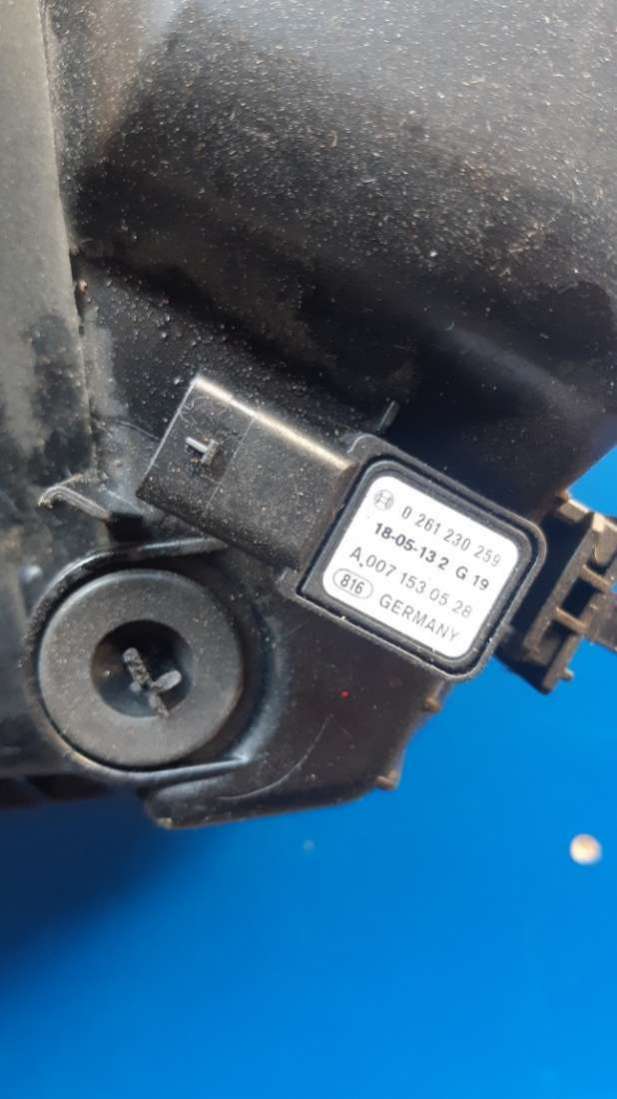 0 261 230 259
18-05-13 2 G 19
A 007 153 05 28
816 GERMANY